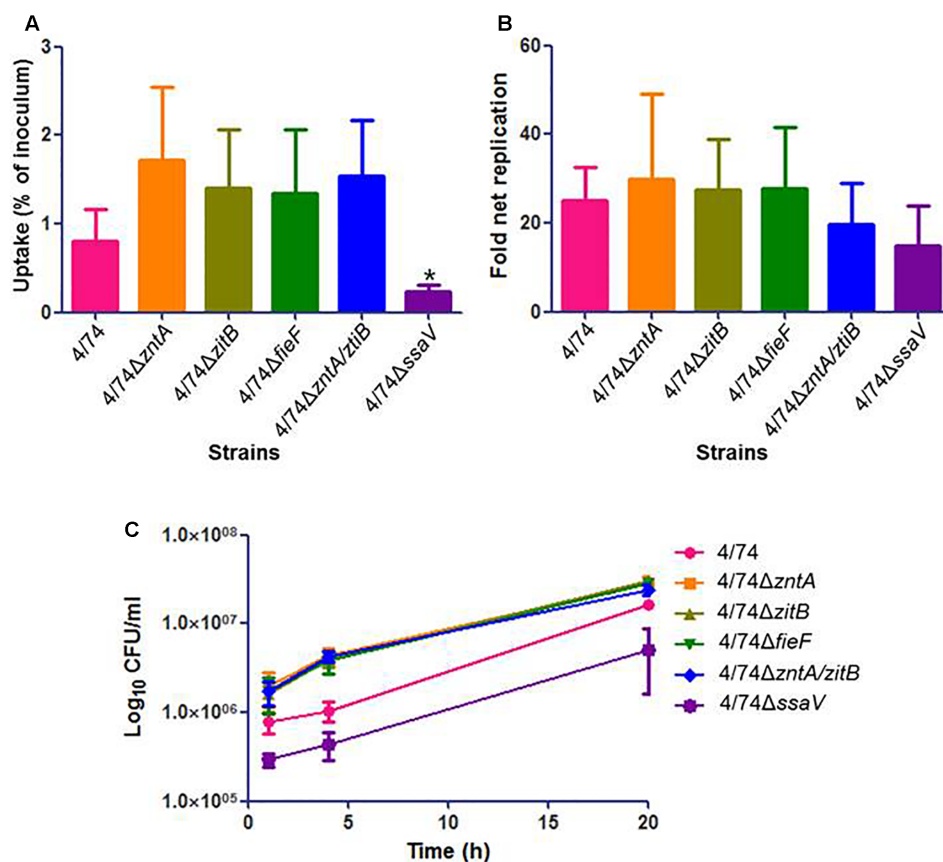 A
Uptake (% of inoculum)
3
2
1
0
*
4/74
4/74ΔzntA
4/74ΔzitB
4/74ΔfieF
4/74ΔzntA/ztiB
4/74ΔssaV
Strains
B
Fold net replication
60
40
20
0
4/74
4/74ΔzntA
4/74ΔzitB
4/74ΔfieF
4/74ΔzntA/ztiB
4/74ΔssaV
Strains
C
Log₁₀ CFU/ml
1.0×10⁰⁸
1.0×10⁰⁷
1.0×10⁰⁶
1.0×10⁰⁵
0 5 10 15 20
Time (h)
4/74
4/74ΔzntA
4/74ΔzitB
4/74ΔfieF
4/74ΔzntA/zitB
4/74ΔssaV